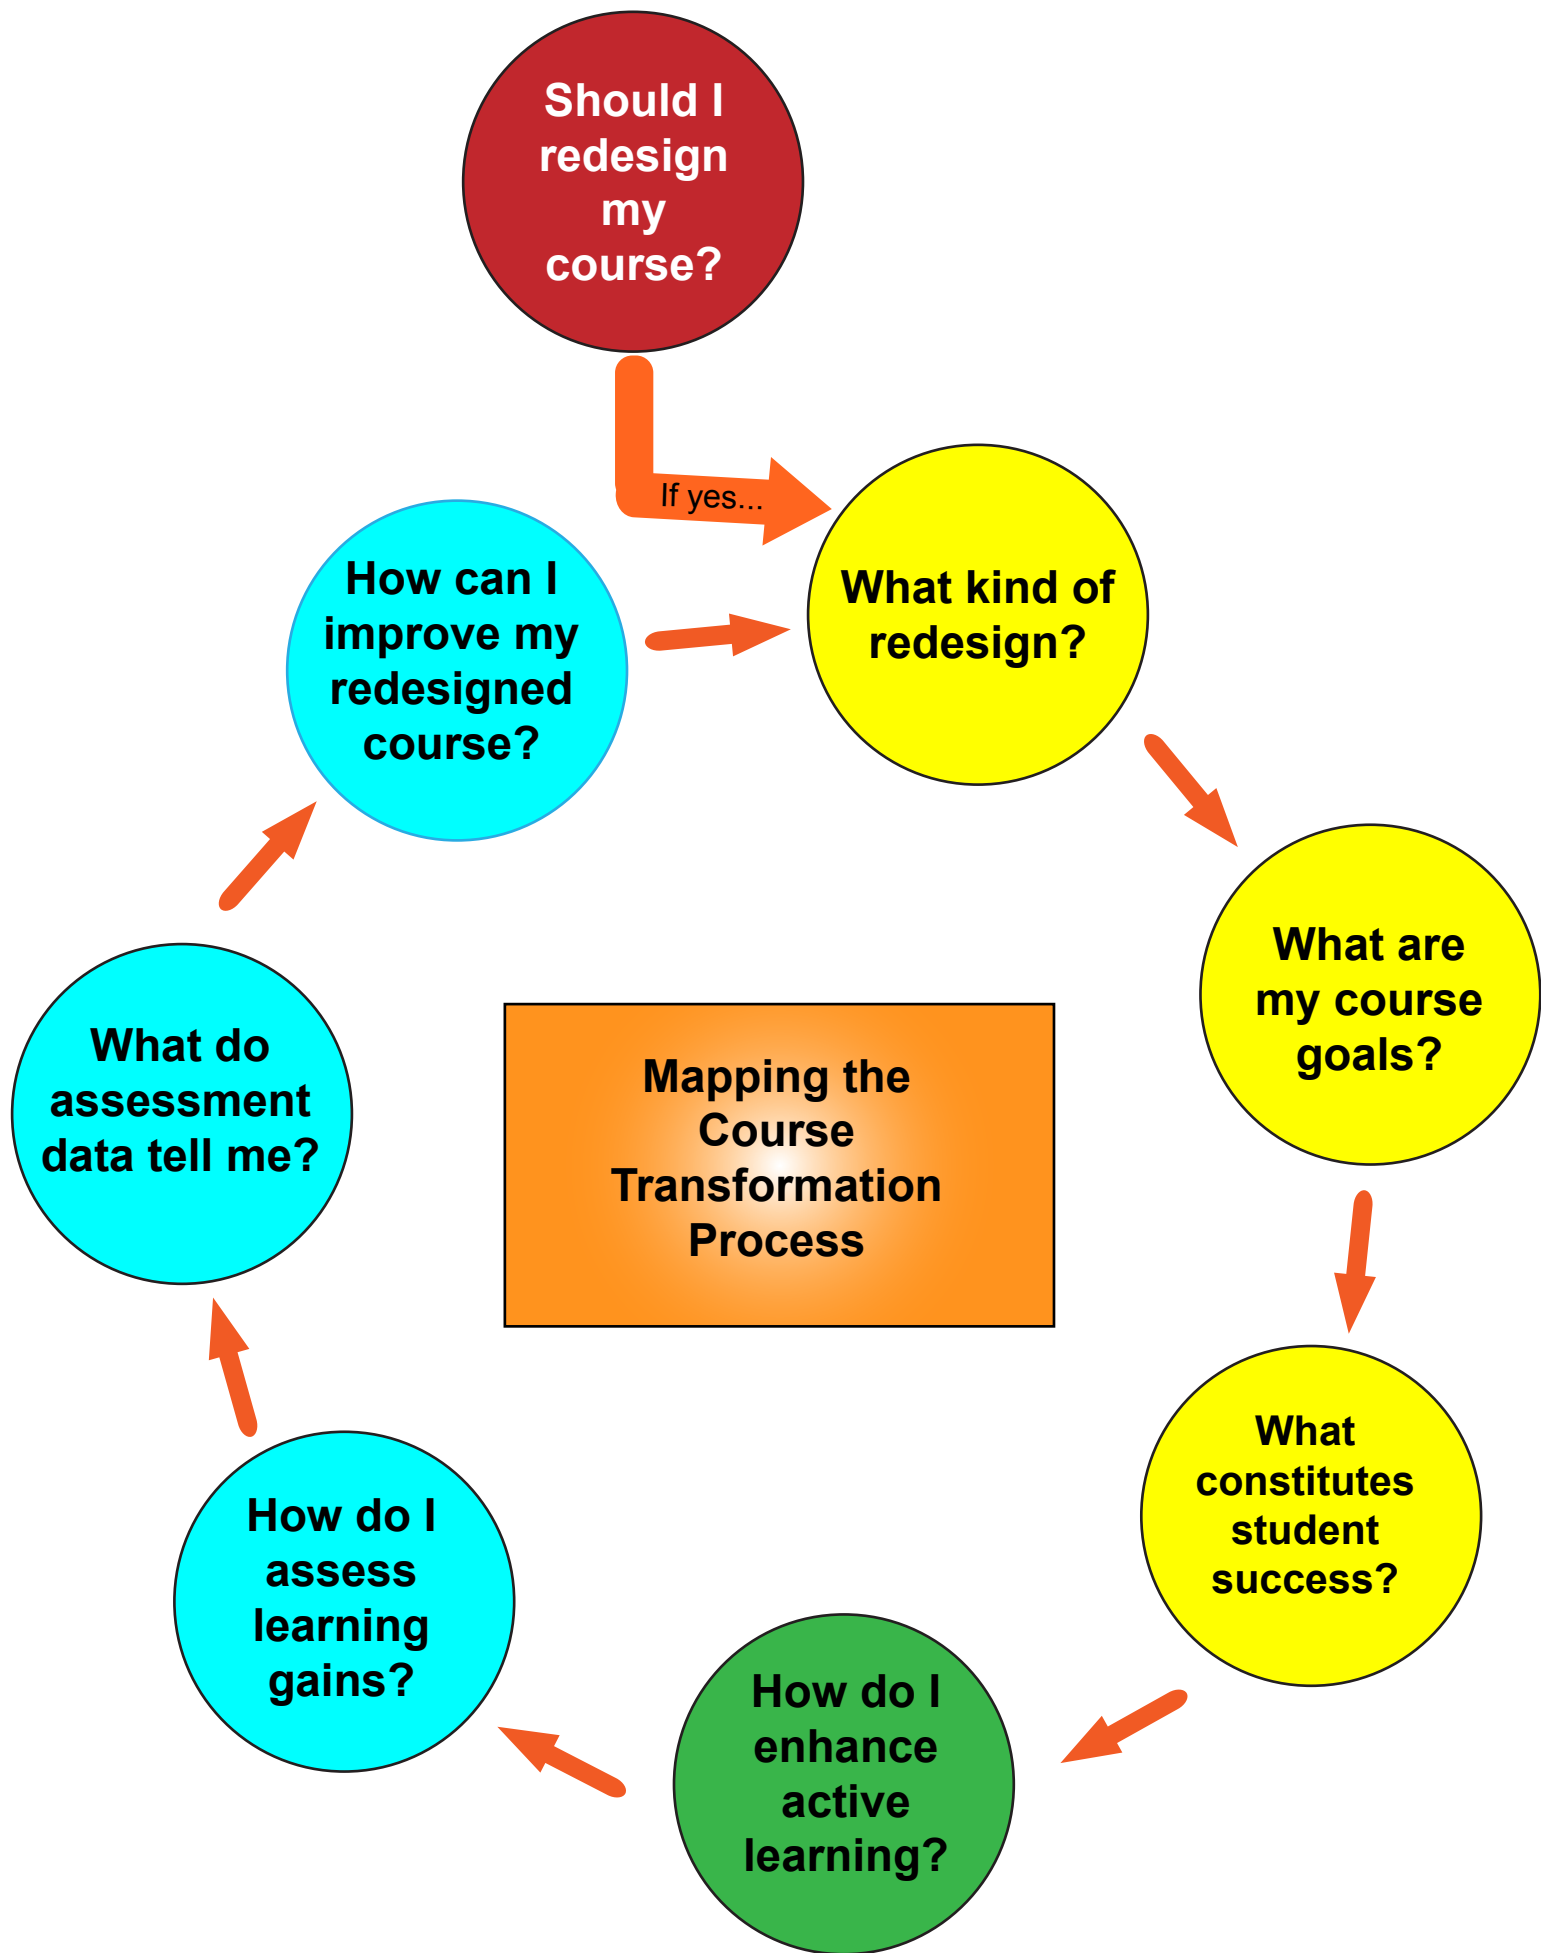 Should I
redesign
my
course?
If yes...
What kind of
redesign?
What are
my course
goals?
What
constitutes
student
success?
How do I
enhance
active
learning?
How do I
assess
learning
gains?
What do
assessment
data tell me?
How can I
improve my
redesigned
course?
Mapping the
Course
Transformation
Process